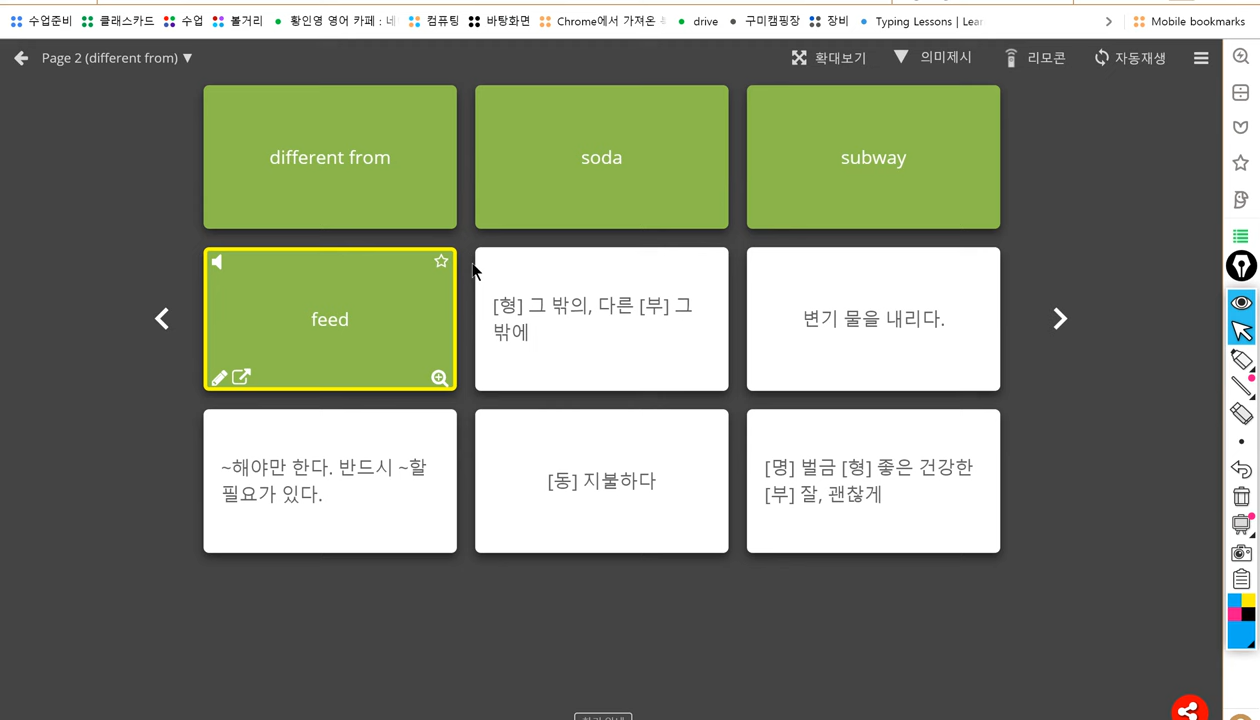 수업준비 클래스카드 수업 볼거리 황인영 영어 카페 : 네 컴퓨팅 바탕화면 Chrome에서 가져온 drive 구미캠핑장 장비 Typing Lessons | Lear Mobile bookmarks
Page 2 (different from) ▼ 확대보기 ▼ 의미제시 리모콘 자동재생
different from
soda
subway
feed
[형] 그 밖의, 다른 [부] 그
밖에
변기 물을 내리다.
~해야만 한다. 반드시 ~할
필요가 있다.
[동] 지불하다
[명] 벌금 [형] 좋은 건강한
[부] 잘, 괜찮게